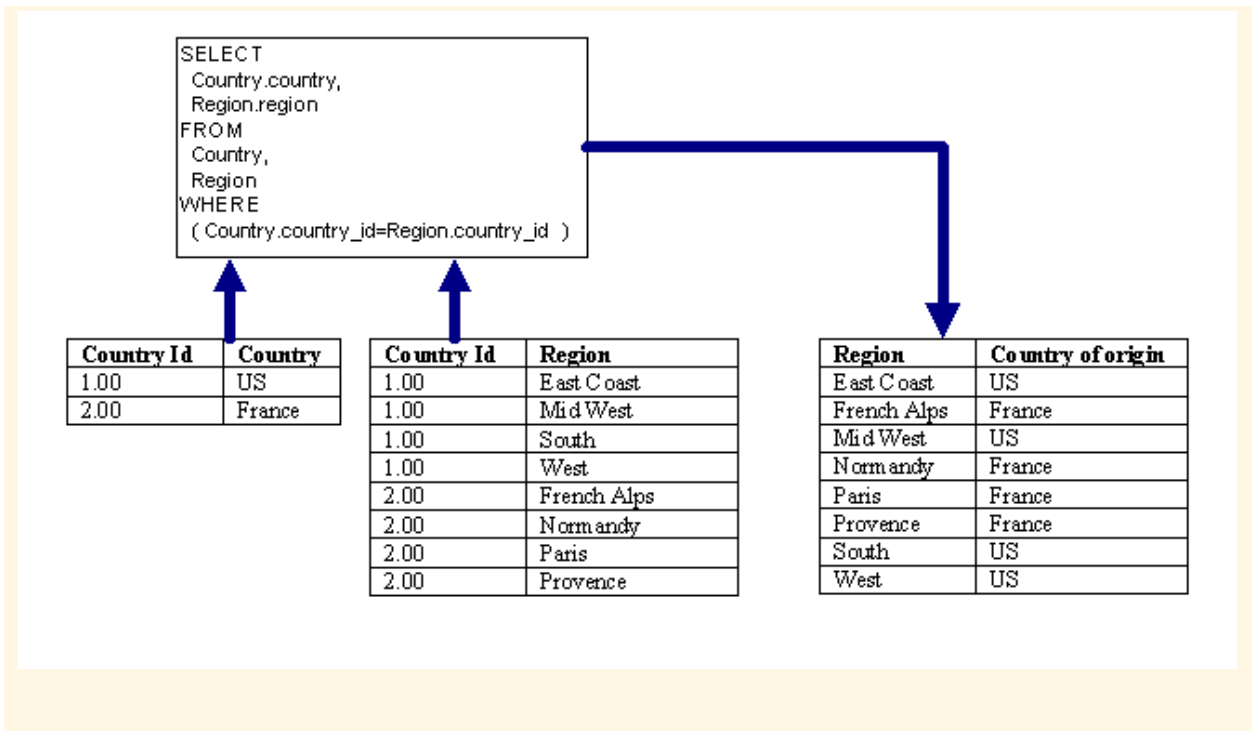 SELECT
Country.country,
Region.region
FROM
Country,
Region
WHERE
( Country.country_id=Region.country_id )
Country Id Country
1.00 US
2.00 France
Country Id Region
1.00 East Coast
1.00 Mid West
1.00 South
1.00 West
2.00 French Alps
2.00 Normandy
2.00 Paris
2.00 Provence
Region Country of origin
East Coast US
French Alps France
Mid West US
Normandy France
Paris France
Provence France
South US
West US